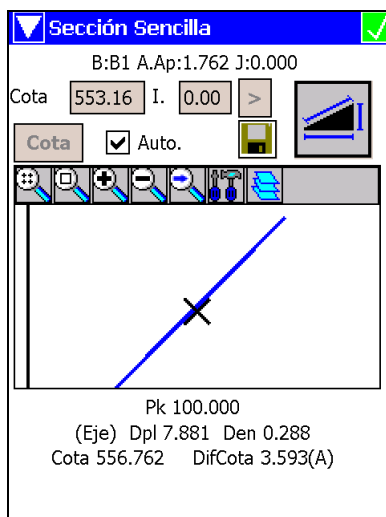 Sección Sencilla
B:B1 A.Ap:1.762 J:0.000
Cota 553.16 I. 0.00 >
Cota Auto.
Pk 100.000
(Eje) Dpl 7.881 Den 0.288
Cota 556.762 DifCota 3.593(A)